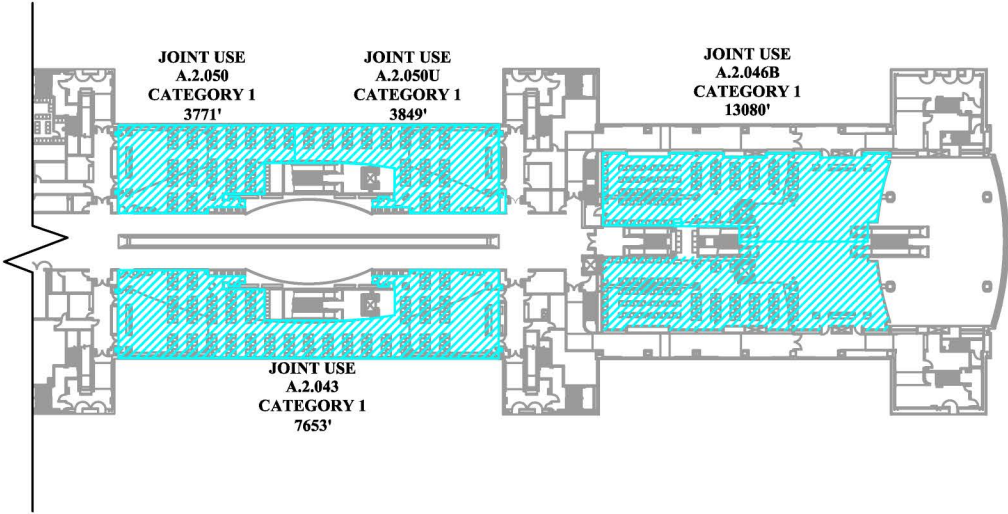 JOINT USE
A.2.050
CATEGORY 1
3771'
JOINT USE
A.2.050U
CATEGORY 1
3849'
JOINT USE
A.2.046B
CATEGORY 1
13080'
JOINT USE
A.2.043
CATEGORY 1
7653'